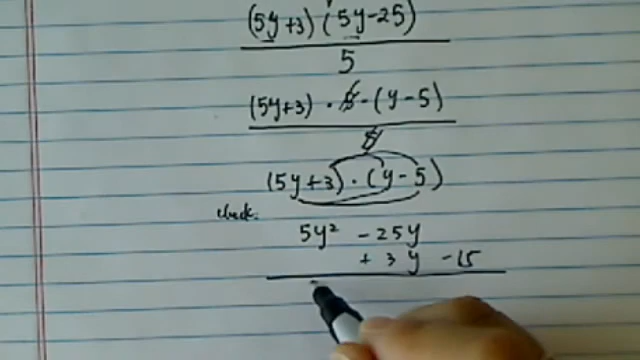 (5y+3)(5y-25)
5
(5y+3) · 5 - (y-5)
5
(5y+3) · (y-5)
check:
5y² - 25y
+ 3y - 15